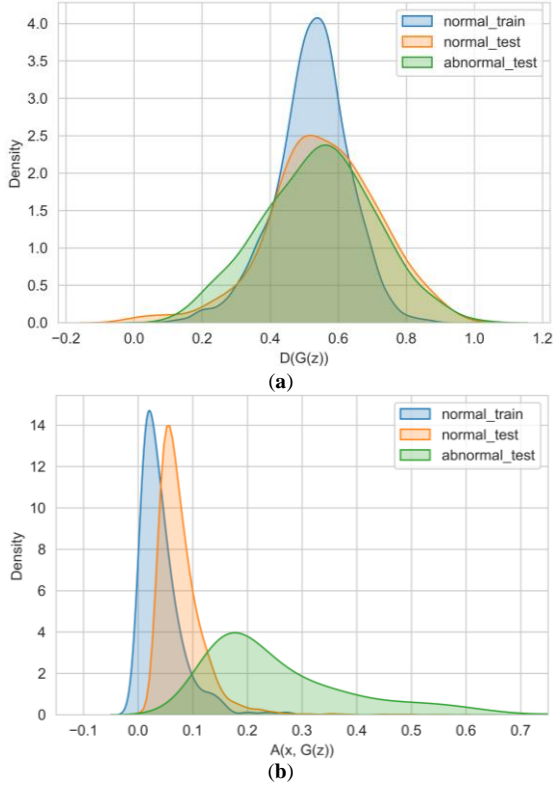 4.0
3.5
3.0
2.5
2.0
1.5
1.0
0.5
0.0
Density
normal_train
normal_test
abnormal_test
−0.2 0.0 0.2 0.4 0.6 0.8 1.0 1.2
D(G(z))
(a)
14
12
10
8
6
4
2
0
Density
normal_train
normal_test
abnormal_test
−0.1 0.0 0.1 0.2 0.3 0.4 0.5 0.6 0.7
A(x, G(z))
(b)